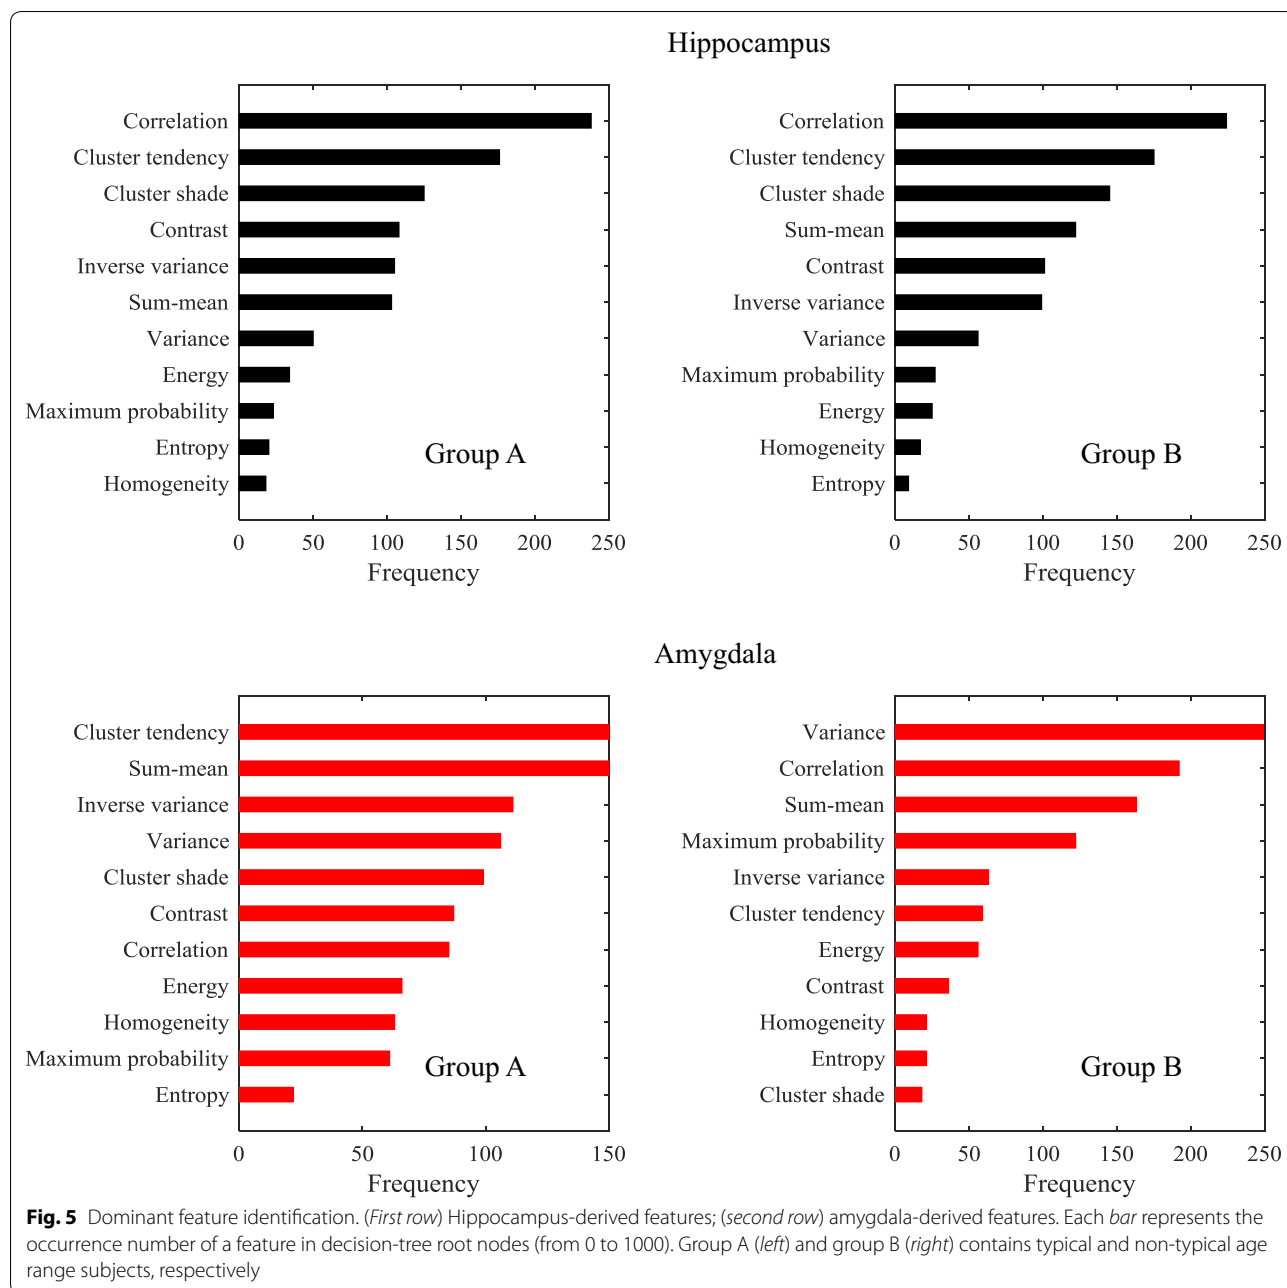 Hippocampus
Correlation
Cluster tendency
Cluster shade
Contrast
Inverse variance
Sum-mean
Variance
Energy
Maximum probability
Entropy
Homogeneity
Group A
0 50 100 150 200 250
Frequency
Correlation
Cluster tendency
Cluster shade
Sum-mean
Contrast
Inverse variance
Variance
Maximum probability
Energy
Homogeneity
Entropy
Group B
0 50 100 150 200 250
Frequency
Amygdala
Cluster tendency
Sum-mean
Inverse variance
Variance
Cluster shade
Contrast
Correlation
Energy
Homogeneity
Maximum probability
Entropy
Group A
0 50 100 150
Frequency
Variance
Correlation
Sum-mean
Maximum probability
Inverse variance
Cluster tendency
Energy
Contrast
Homogeneity
Entropy
Cluster shade
Group B
0 50 100 150 200 250
Frequency
Fig. 5 Dominant feature identification. (First row) Hippocampus-derived features; (second row) amygdala-derived features. Each bar represents the
occurrence number of a feature in decision-tree root nodes (from 0 to 1000). Group A (left) and group B (right) contains typical and non-typical age
range subjects, respectively